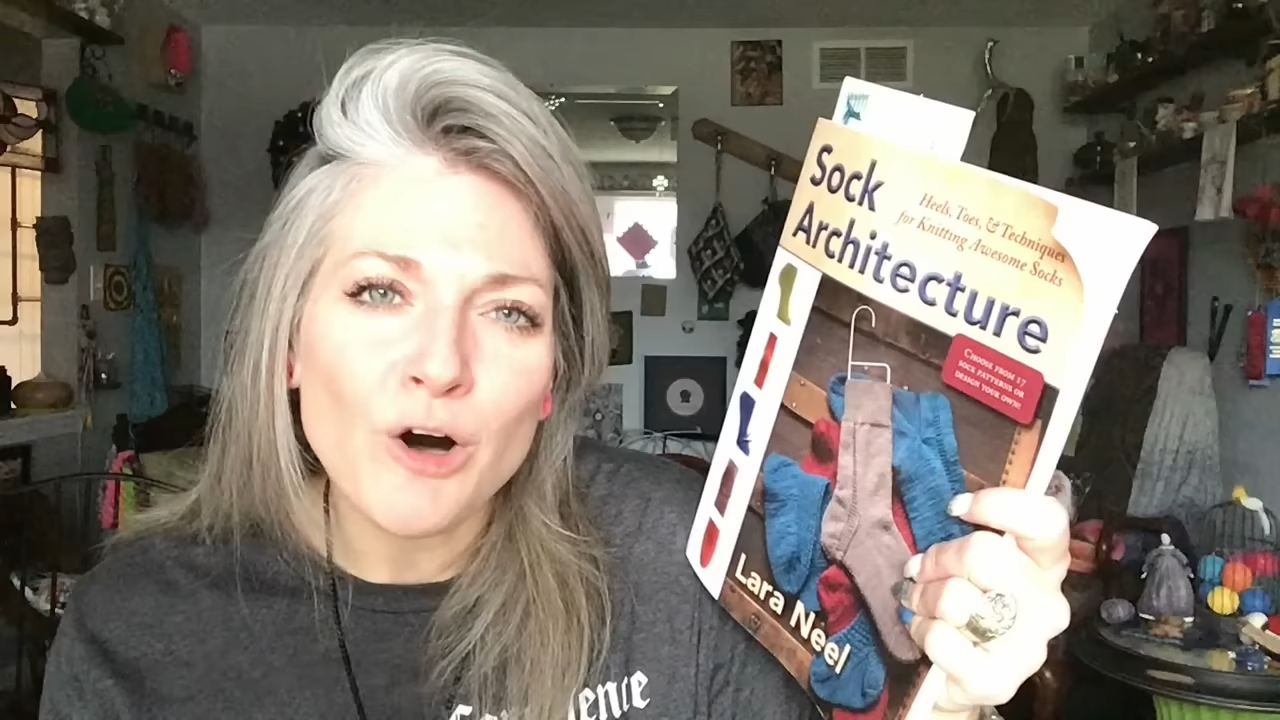 Sock
Architecture
Heels, Toes, & Techniques
for Knitting Awesome Socks
Choose from 17
sock patterns or
design your own!
Lara Neel